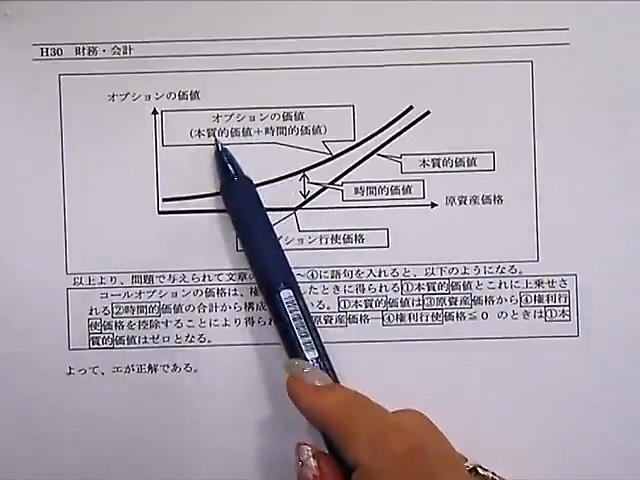 H30 財務・会計
オプションの価値
オプションの価値
(本質的価値＋時間的価値)
本質的価値
時間的価値
原資産価格
ション行使価格
以上より、問題で与えられて文章の ～④に語句を入れると、以下のようになる。
コールオプションの価格は、権 したときに得られる①本質的価値とこれに上乗せさ
れる②時間的価値の合計から構成 いる。①本質的価値は③原資産価格から④権利行
使価格を控除することにより得られ 原資産価格―④権利行使価格≦0 のときは①本
質的価値はゼロとなる。
よって、エが正解である。